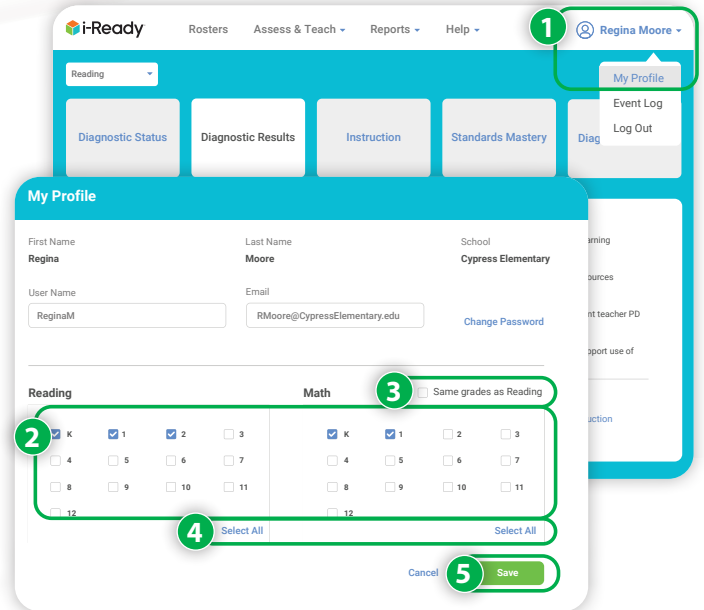 i-Ready Rosters Assess & Teach Reports Help 1 Regina Moore
Reading
My Profile
Event Log
Log Out
Diagnostic Status Diagnostic Results Instruction Standards Mastery Diag
My Profile
First Name Last Name School
Regina Moore Cypress Elementary
arning
ources
User Name Email
ReginaM RMoore@CypressElementary.edu Change Password
nt teacher PD
pport use of
Reading Math 3 Same grades as Reading
uction
2 K 1 2 3 K 1 2 3
4 5 6 7 4 5 6 7
8 9 10 11 8 9 10 11
12 12
4 Select All Select All
Cancel 5 Save